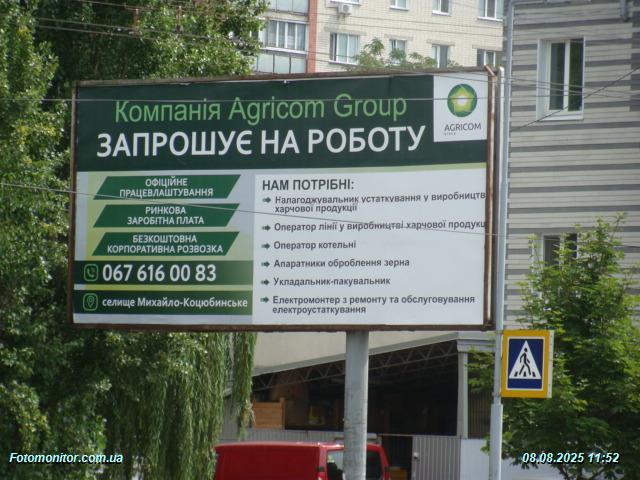 Компанія Agricom Group
ЗАПРОШУЄ НА РОБОТУ
AGRICOM
GROUP
ОФІЦІЙНЕ
ПРАЦЕВЛАШТУВАННЯ
РИНКОВА
ЗАРОБІТНА ПЛАТА
БЕЗКОШТОВНА
КОРПОРАТИВНА РОЗВОЗКА
067 616 00 83
селище Михайло-Коцюбинське
НАМ ПОТРІБНІ:
Налагоджувальник устаткування у виробництв
харчової продукції
Оператор лінії у виробництві харчової продукц
Оператор котельні
Апаратники оброблення зерна
Укладальник-пакувальник
Електромонтер з ремонту та обслуговування
електроустаткування
Fotomonitor.com.ua
08.08.2025 11:52